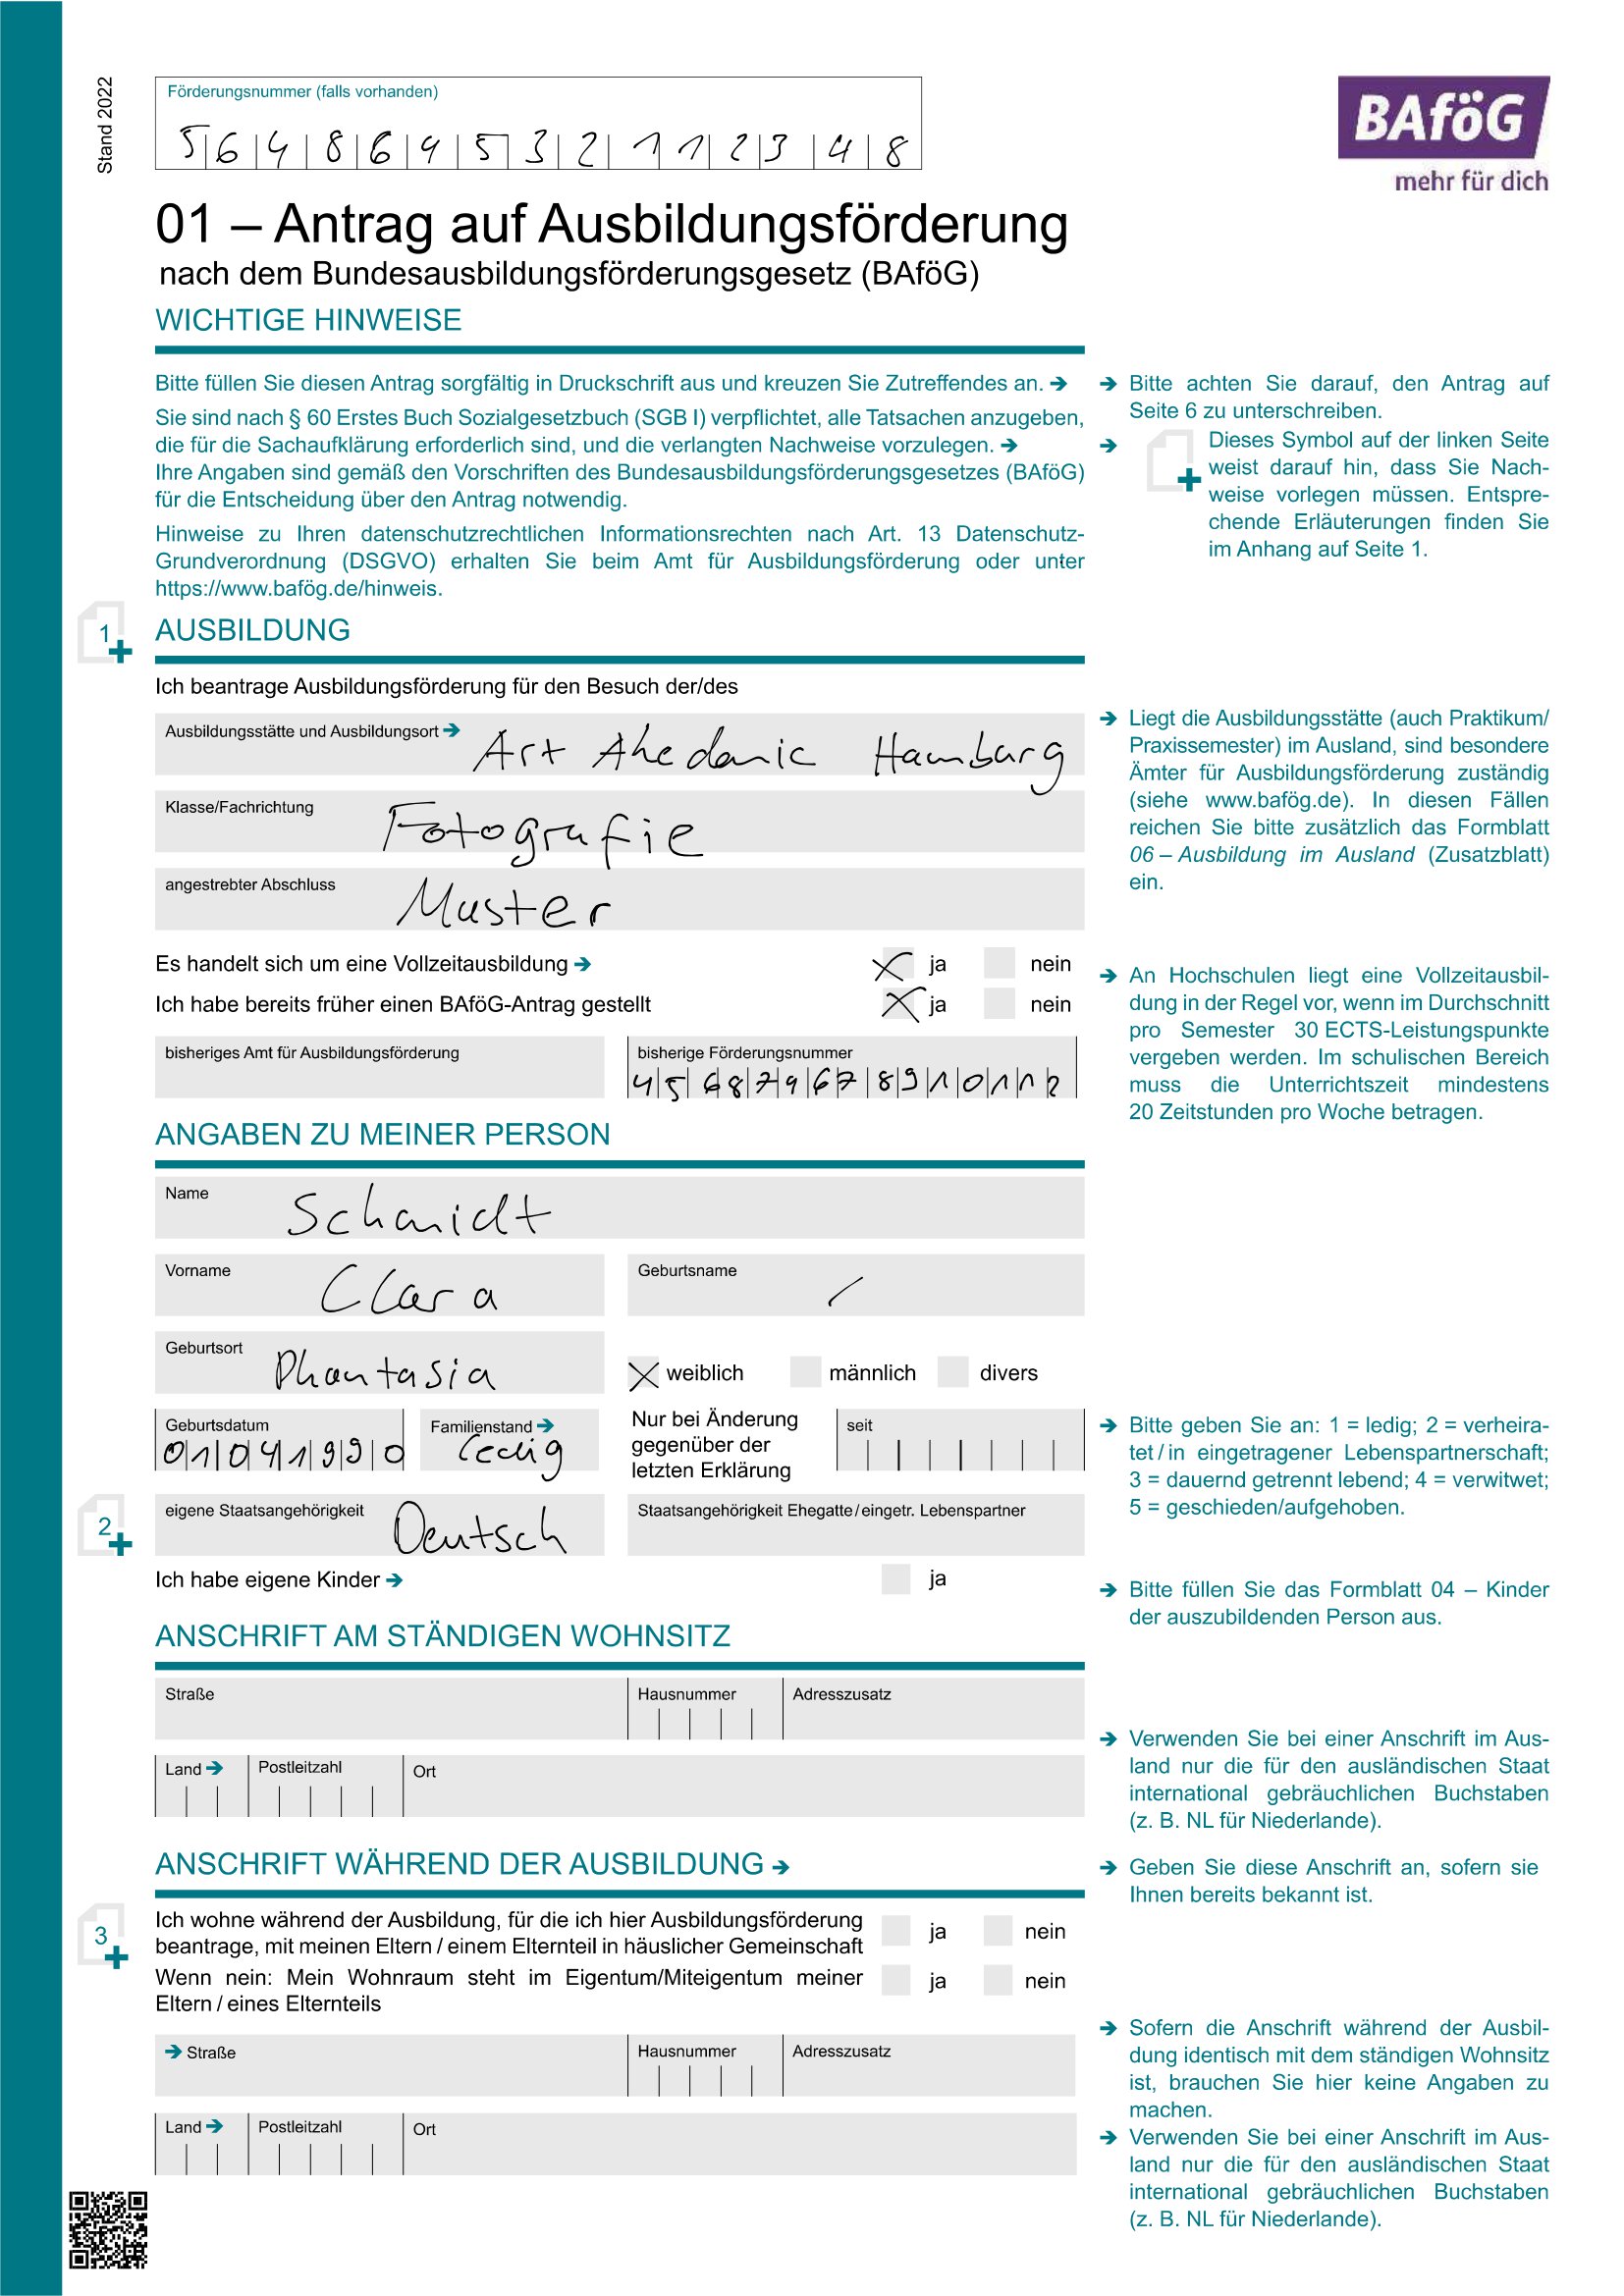 Stand 2022
Förderungsnummer (falls vorhanden)
5 6 4 8 6 9 5 3 2 1 1 2 3 4 8
BAföG
mehr für dich
01 – Antrag auf Ausbildungsförderung
nach dem Bundesausbildungsförderungsgesetz (BAföG)
WICHTIGE HINWEISE
Bitte füllen Sie diesen Antrag sorgfältig in Druckschrift aus und kreuzen Sie Zutreffendes an. →
Sie sind nach § 60 Erstes Buch Sozialgesetzbuch (SGB I) verpflichtet, alle Tatsachen anzugeben,
die für die Sachaufklärung erforderlich sind, und die verlangten Nachweise vorzulegen. →
Ihre Angaben sind gemäß den Vorschriften des Bundesausbildungsförderungsgesetzes (BAföG)
für die Entscheidung über den Antrag notwendig.
Hinweise zu Ihren datenschutzrechtlichen Informationsrechten nach Art. 13 Datenschutz-
Grundverordnung (DSGVO) erhalten Sie beim Amt für Ausbildungsförderung oder unter
https://www.bafög.de/hinweis.
→ Bitte achten Sie darauf, den Antrag auf
Seite 6 zu unterschreiben.
→ Dieses Symbol auf der linken Seite
weist darauf hin, dass Sie Nach-
weise vorlegen müssen. Entspre-
chende Erläuterungen finden Sie
im Anhang auf Seite 1.
1
AUSBILDUNG
Ich beantrage Ausbildungsförderung für den Besuch der/des
Ausbildungsstätte und Ausbildungsort → Art Akedamie Hamburg
Klasse/Fachrichtung Fotografie
angestrebter Abschluss Muster
→ Liegt die Ausbildungsstätte (auch Praktikum/
Praxissemester) im Ausland, sind besondere
Ämter für Ausbildungsförderung zuständig
(siehe www.bafög.de). In diesen Fällen
reichen Sie bitte zusätzlich das Formblatt
06 – Ausbildung im Ausland (Zusatzblatt)
ein.
Es handelt sich um eine Vollzeitausbildung → ja nein
Ich habe bereits früher einen BAföG-Antrag gestellt ja nein
bisheriges Amt für Ausbildungsförderung
bisherige Förderungsnummer
4 5 6 8 7 9 6 7 8 9 1 0 1 1 2
→ An Hochschulen liegt eine Vollzeitausbil-
dung in der Regel vor, wenn im Durchschnitt
pro Semester 30 ECTS-Leistungspunkte
vergeben werden. Im schulischen Bereich
muss die Unterrichtszeit mindestens
20 Zeitstunden pro Woche betragen.
ANGABEN ZU MEINER PERSON
Name Schmidt
Vorname Clara
Geburtsname /
Geburtsort Phantasia
weiblich männlich divers
Geburtsdatum
0 1 0 4 1 9 9 0
Familienstand →
ledig
Nur bei Änderung
gegenüber der
letzten Erklärung
seit
→ Bitte geben Sie an: 1 = ledig; 2 = verheira-
tet / in eingetragener Lebenspartnerschaft;
3 = dauernd getrennt lebend; 4 = verwitwet;
5 = geschieden/aufgehoben.
2
eigene Staatsangehörigkeit Deutsch
Staatsangehörigkeit Ehegatte / eingetr. Lebenspartner
Ich habe eigene Kinder → ja
→ Bitte füllen Sie das Formblatt 04 – Kinder
der auszubildenden Person aus.
ANSCHRIFT AM STÄNDIGEN WOHNSITZ
Straße Hausnummer Adresszusatz
Land → Postleitzahl Ort
→ Verwenden Sie bei einer Anschrift im Aus-
land nur die für den ausländischen Staat
international gebräuchlichen Buchstaben
(z. B. NL für Niederlande).
ANSCHRIFT WÄHREND DER AUSBILDUNG →
→ Geben Sie diese Anschrift an, sofern sie
Ihnen bereits bekannt ist.
3
Ich wohne während der Ausbildung, für die ich hier Ausbildungsförderung
beantrage, mit meinen Eltern / einem Elternteil in häuslicher Gemeinschaft ja nein
Wenn nein: Mein Wohnraum steht im Eigentum/Miteigentum meiner
Eltern / eines Elternteils ja nein
→ Straße Hausnummer Adresszusatz
Land → Postleitzahl Ort
→ Sofern die Anschrift während der Ausbil-
dung identisch mit dem ständigen Wohnsitz
ist, brauchen Sie hier keine Angaben zu
machen.
→ Verwenden Sie bei einer Anschrift im Aus-
land nur die für den ausländischen Staat
international gebräuchlichen Buchstaben
(z. B. NL für Niederlande).